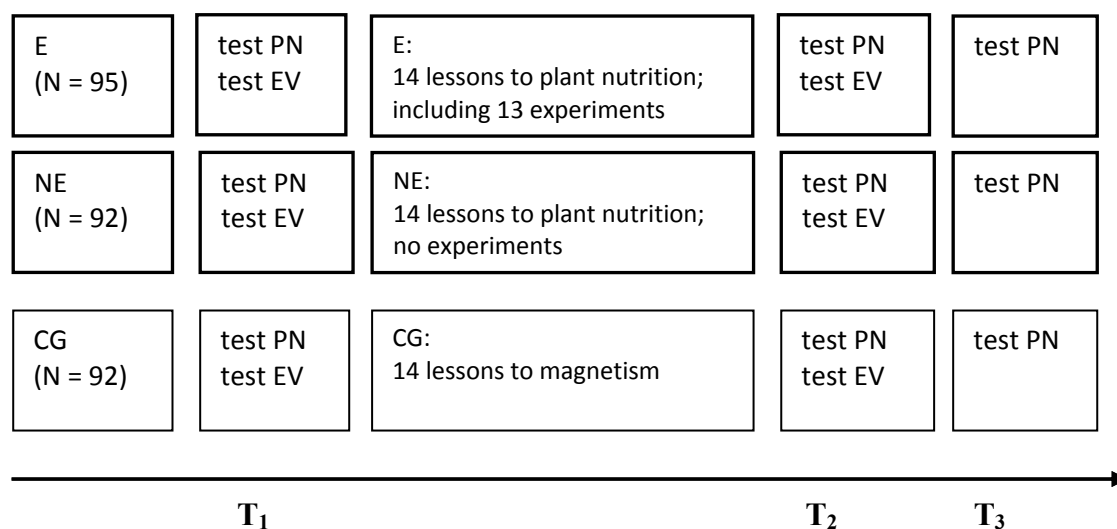 E
(N = 95)
test PN
test EV
E:
14 lessons to plant nutrition;
including 13 experiments
test PN
test EV
test PN
NE
(N = 92)
test PN
test EV
NE:
14 lessons to plant nutrition;
no experiments
test PN
test EV
test PN
CG
(N = 92)
test PN
test EV
CG:
14 lessons to magnetism
test PN
test EV
test PN
T₁
T₂
T₃